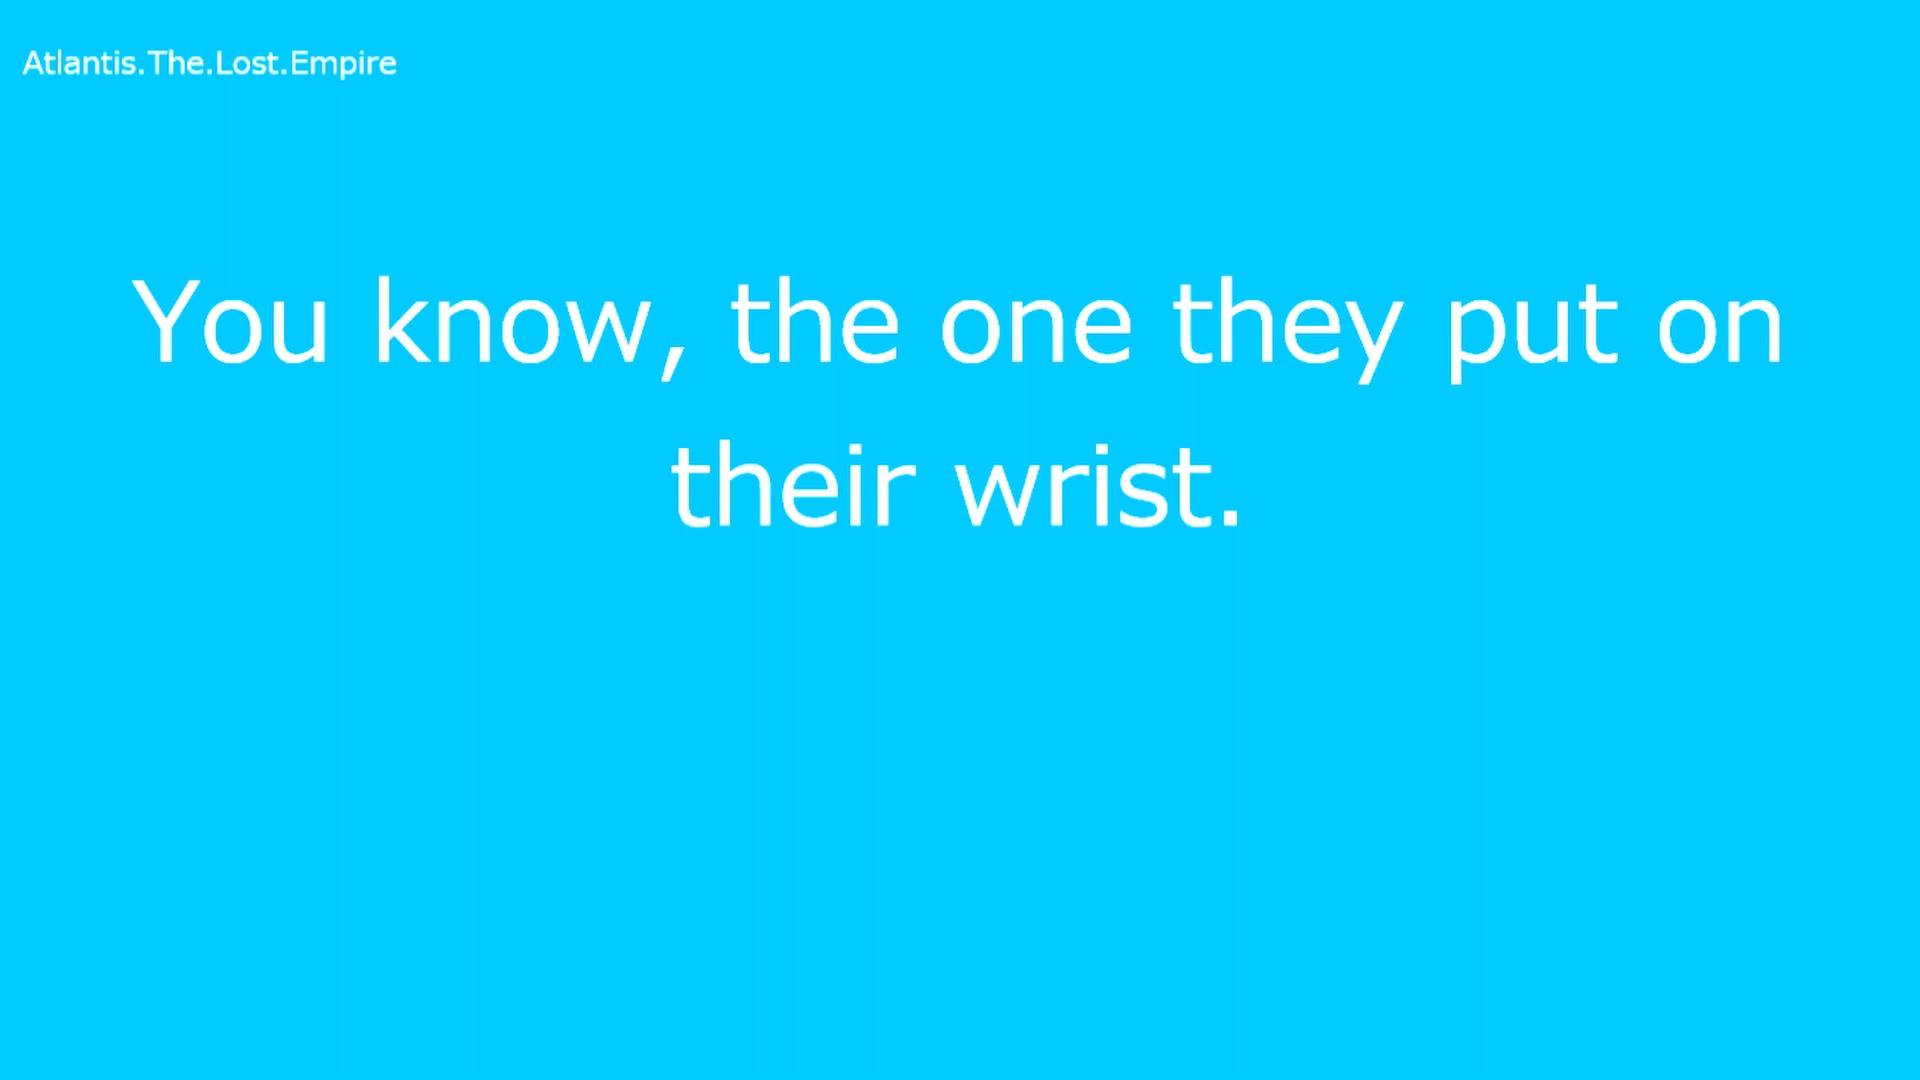 Atlantis.The.Lost.Empire
You know, the one they put on
their wrist.